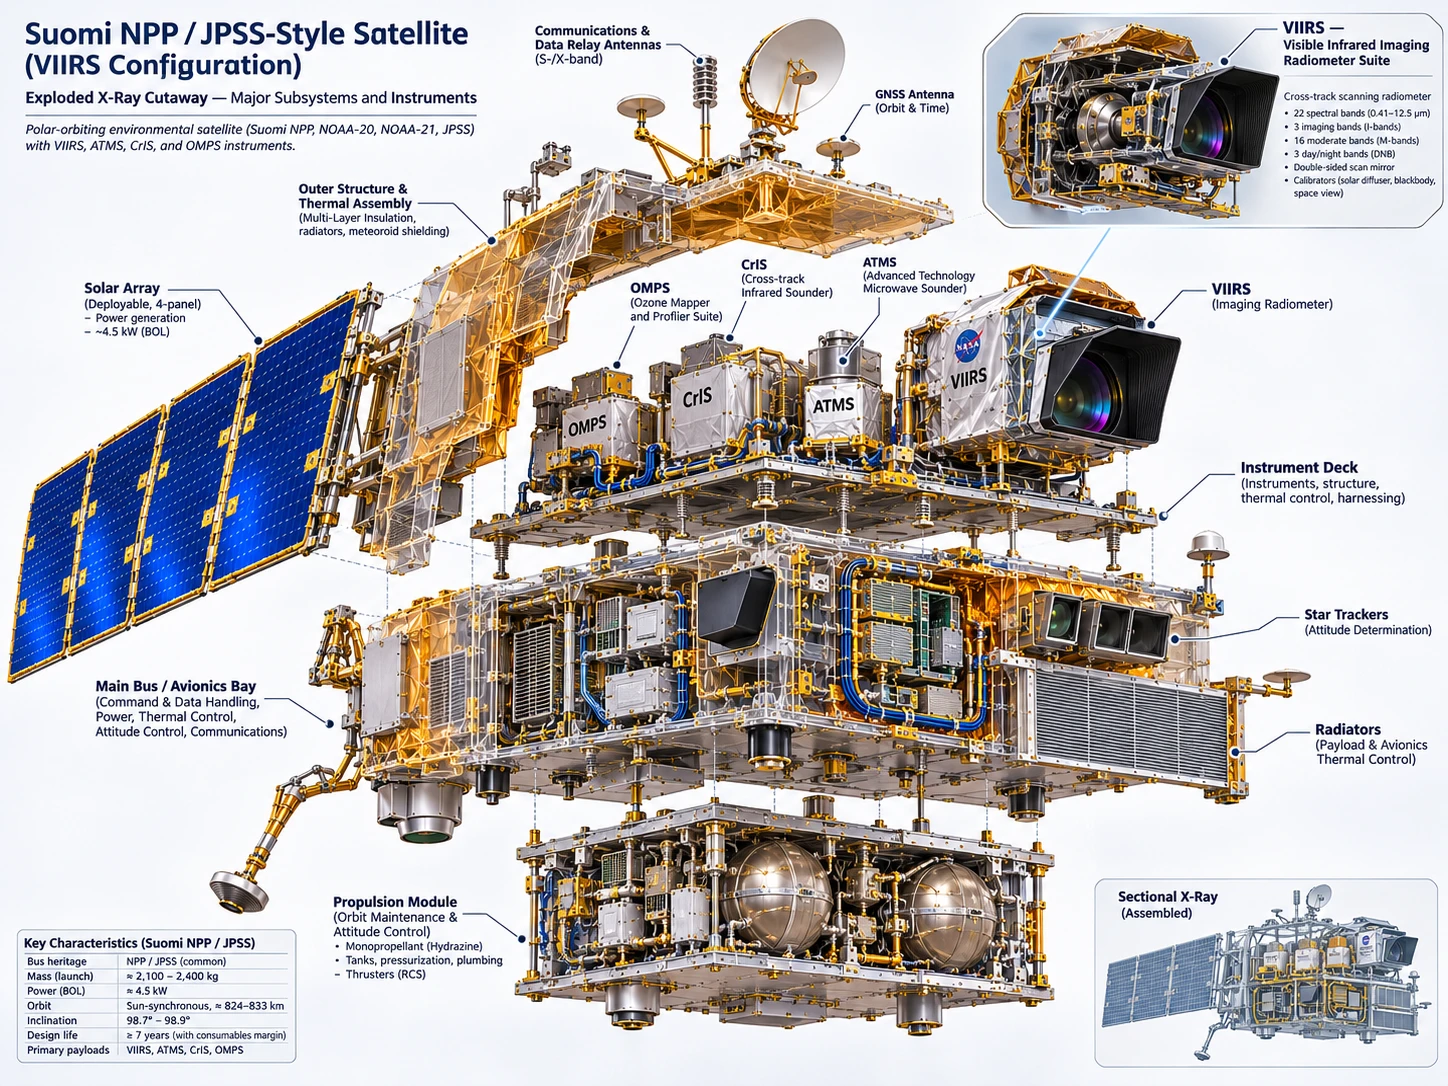 Suomi NPP / JPSS-Style Satellite
(VIIRS Configuration)
Exploded X-Ray Cutaway — Major Subsystems and Instruments
Polar-orbiting environmental satellite (Suomi NPP, NOAA-20, NOAA-21, JPSS)
with VIIRS, ATMS, CrIS, and OMPS instruments.
Communications &
Data Relay Antennas
(S-/X-band)
GNSS Antenna
(Orbit & Time)
VIIRS —
Visible Infrared Imaging
Radiometer Suite
Cross-track scanning radiometer
• 22 spectral bands (0.41–12.5 µm)
• 3 imaging bands (I-bands)
• 16 moderate bands (M-bands)
• 3 day/night bands (DNB)
• Double-sided scan mirror
• Calibrators (solar diffuser, blackbody,
space view)
Outer Structure &
Thermal Assembly
(Multi-Layer Insulation,
radiators, meteoroid shielding)
Solar Array
(Deployable, 4-panel)
– Power generation
– ~4.5 kW (BOL)
OMPS
(Ozone Mapper
and Proflier Suite)
CrIS
(Cross-track
Infrared Sounder)
ATMS
(Advanced Technology
Microwave Sounder)
VIIRS
(Imaging Radiometer)
NASA
VIIRS
OMPS
CrIS
ATMS
Instrument Deck
(Instruments, structure,
thermal control, harnessing)
Star Trackers
(Attitude Determination)
Main Bus / Avionics Bay
(Command & Data Handling,
Power, Thermal Control,
Attitude Control, Communications)
Radiators
(Payload & Avionics
Thermal Control)
Propulsion Module
(Orbit Maintenance &
Attitude Control)
• Monopropellant (Hydrazine)
• Tanks, pressurization, plumbing
– Thrusters (RCS)
Key Characteristics (Suomi NPP / JPSS)
Bus heritage NPP / JPSS (common)
Mass (launch) ≈ 2,100 – 2,400 kg
Power (BOL) ≈ 4.5 kW
Orbit Sun-synchronous, ≈ 824–833 km
Inclination 98.7° – 98.9°
Design life ≥ 7 years (with consumables margin)
Primary payloads VIIRS, ATMS, CrIS, OMPS
Sectional X-Ray
(Assembled)